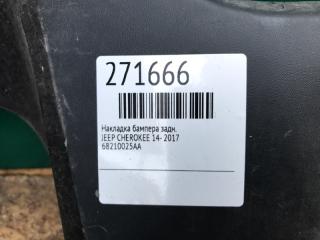 271666
Накладка бампера задн.
JEEP CHEROKEE 14- 2017
68210025AA